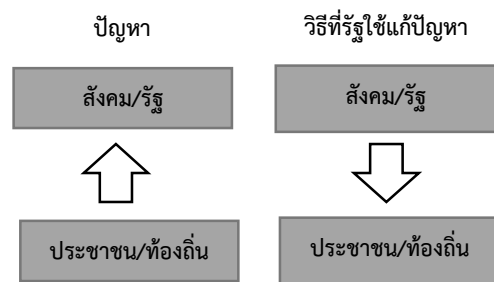 ปัญหา
สังคม/รัฐ
ประชาชน/ท้องถิ่น
วิธีที่รัฐใช้แก้ปัญหา
สังคม/รัฐ
ประชาชน/ท้องถิ่น